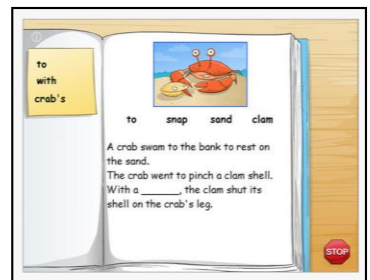 to
with
crab's
to snap sand clam
A crab swam to the bank to rest on
the sand.
The crab went to pinch a clam shell.
With a ______, the clam shut its
shell on the crab's leg.
STOP